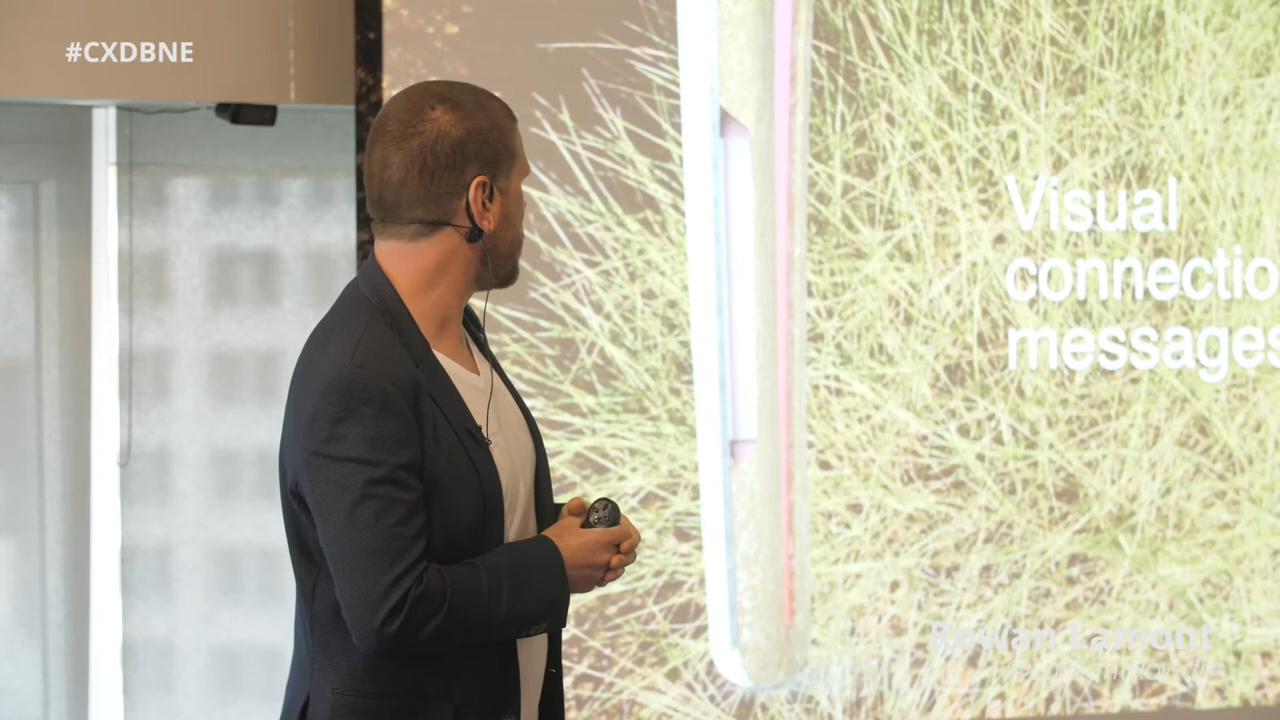 #CXDBNE
Visual
connectio
messages
Rowan Lamont